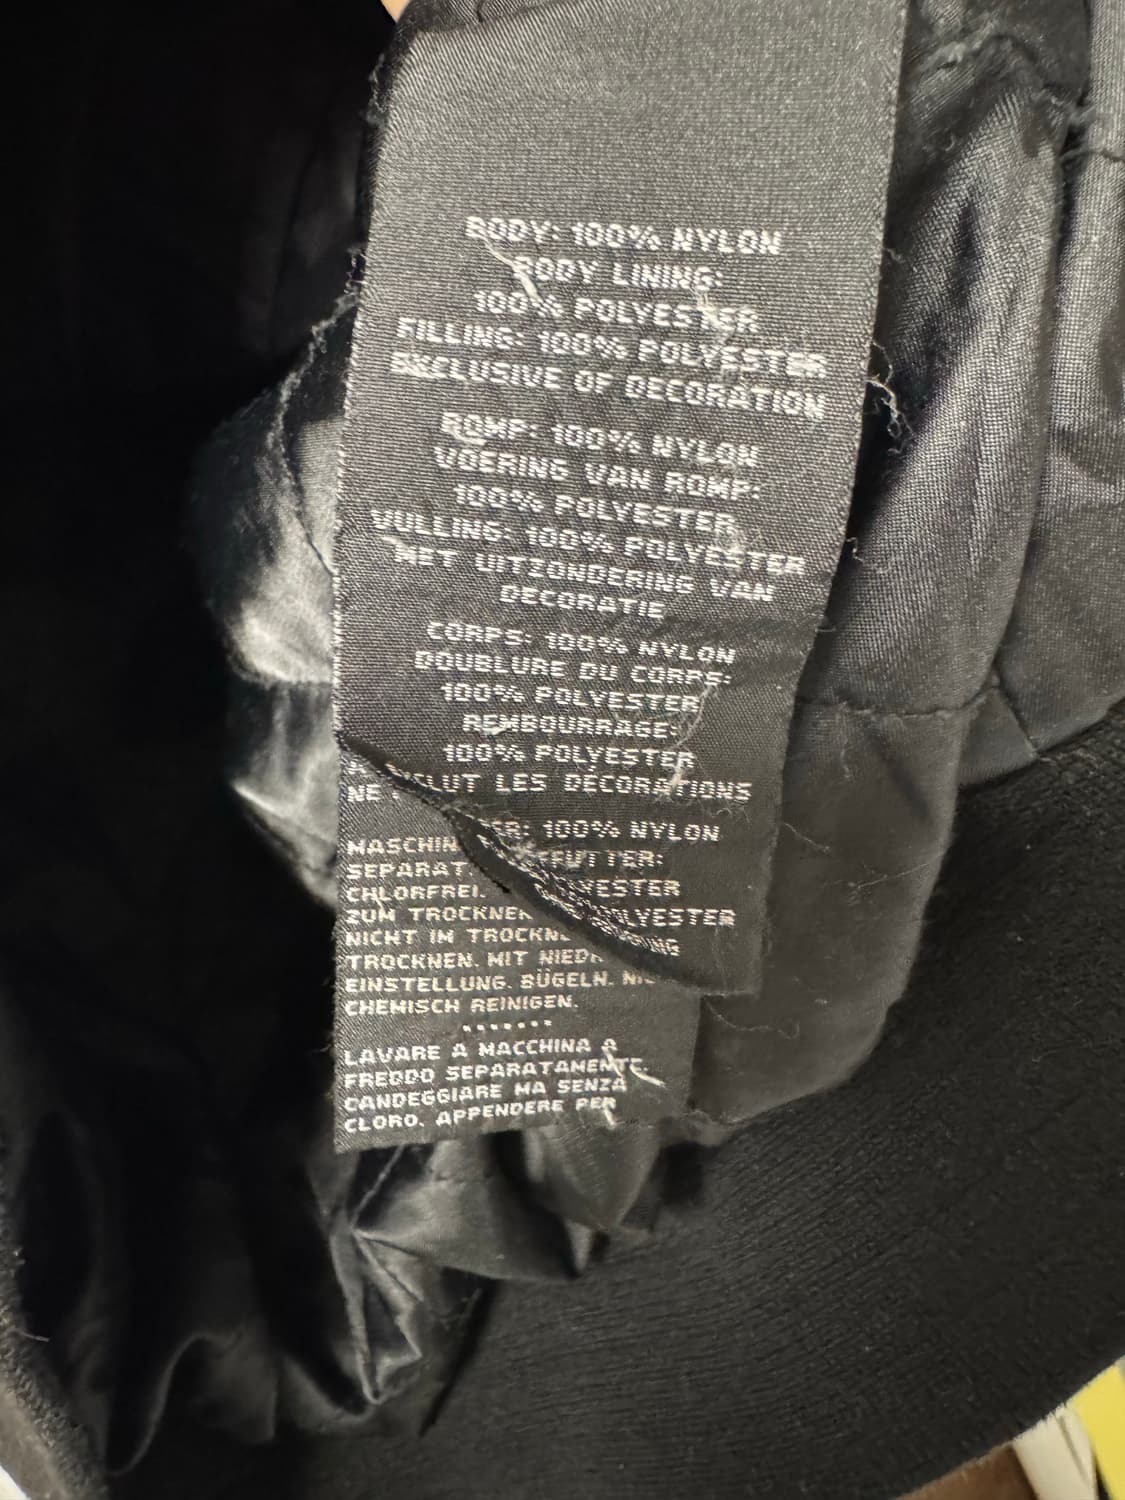 BODY: 100% NYLON
BODY LINING:
100% POLYESTER
FILLING: 100% POLYESTER
EXCLUSIVE OF DECORATION
ROMP: 100% NYLON
VOERING VAN ROMP:
100% POLYESTER
VULLING: 100% POLYESTER
MET UITZONDERING VAN
DECORATIE
CORPS: 100% NYLON
DOUBLURE DU CORPS:
100% POLYESTER
REMBOURRAGE:
100% POLYESTER
LES DÉCORATIONS
NE
100% NYLON
MASCHIN
SEPARAT
CHLORFREI.
ZUM TROCKNEN
NICHT IM
TROCKNEN. MIT
EINSTELLUNG. BÜGELN.
CHEMISCH REINIGEN.
.......
LAVARE A MACCHINA A
FREDDO SEPARATAMENTE.
CANDEGGIARE MA SENZA
CLORO. APPENDERE PER